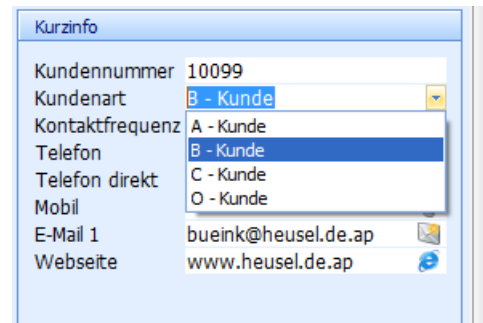 Kurzinfo
Kundennummer 10099
Kundenart B - Kunde
Kontaktfrequenz A - Kunde
B - Kunde
Telefon
C - Kunde
Telefon direkt
O - Kunde
Mobil
E-Mail 1 bueink@heusel.de.ap
Webseite www.heusel.de.ap